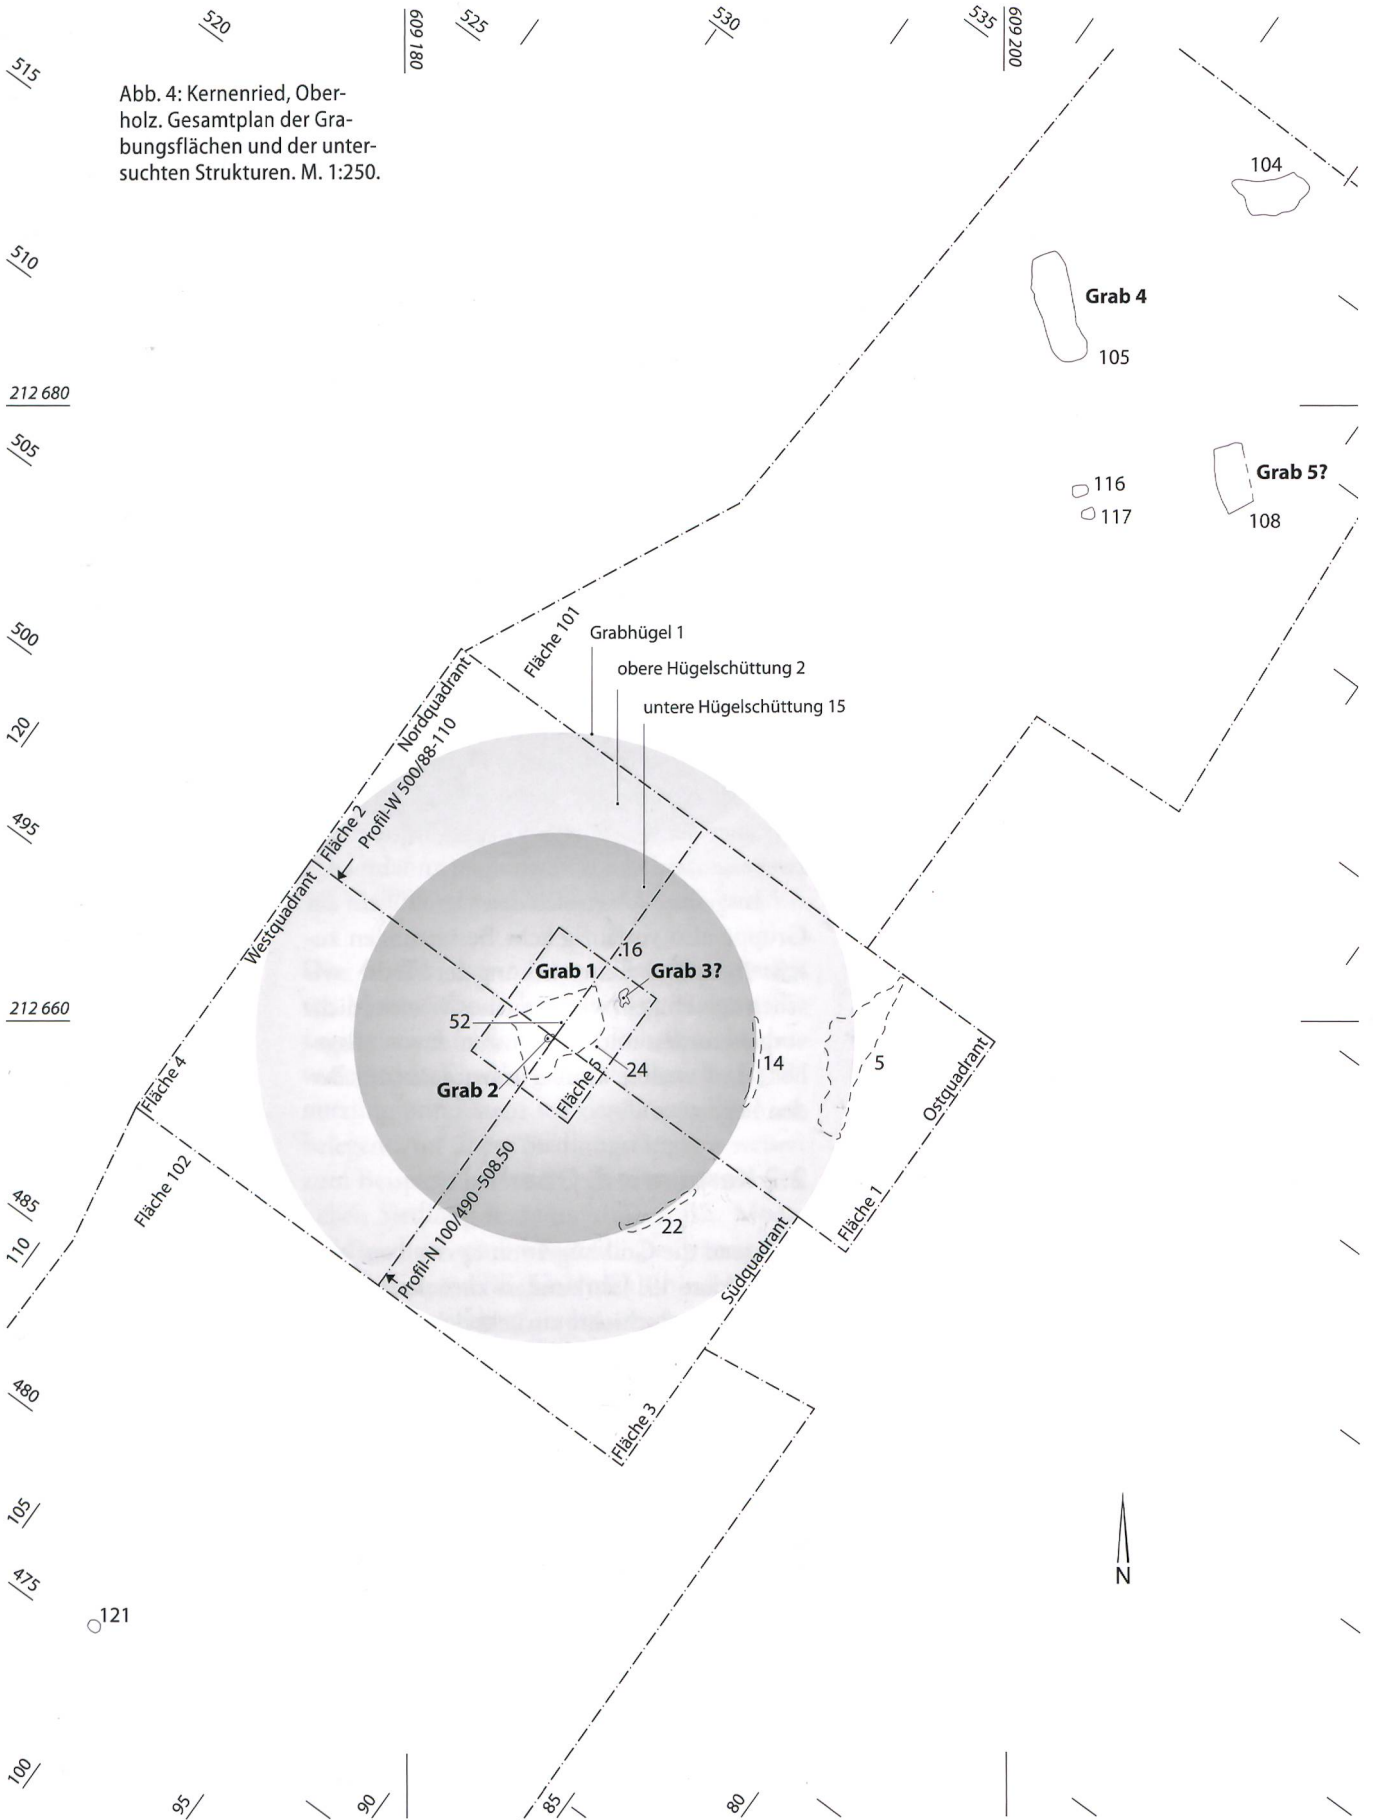 520
609 180
525
530
535
609 200
515
Abb. 4: Kernenried, Ober-
holz. Gesamtplan der Gra-
bungsflächen und der unter-
suchten Strukturen. M. 1:250.
104
510
Grab 4
105
212 680
505
Grab 5?
116
117
108
500
Fläche 101
Grabhügel 1
obere Hügelschüttung 2
untere Hügelschüttung 15
Nordquadrant
Profil-W 500/88-110
120
495
Fläche 2
Westquadrant
16
Grab 1
Grab 3?
212 660
52
Grab 2
Fläche 5
24
14
5
Ostquadrant
Fläche 4
Fläche 102
Profil-N 100/490 -508.50
485
110
22
Fläche 1
Südquadrant
480
Fläche 3
105
475
N
121
100
95
90
85
80